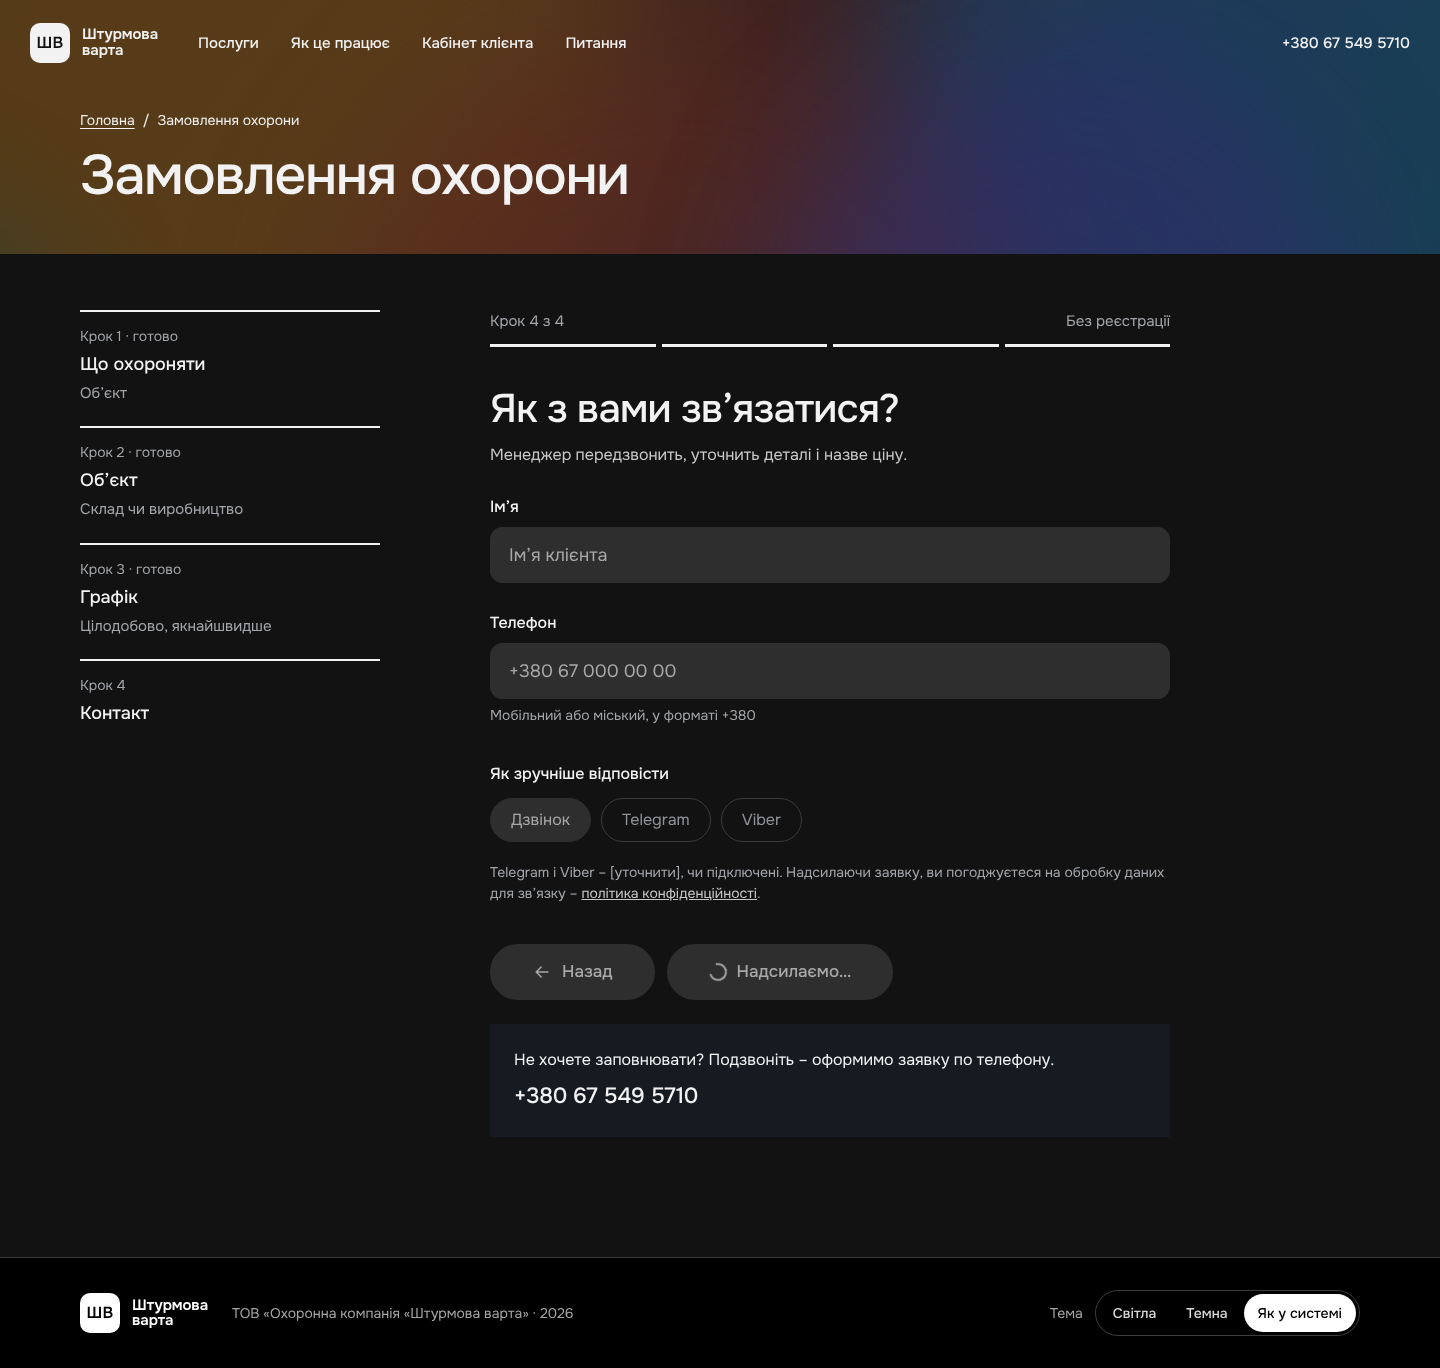 ШВ
Штурмова
варта
Послуги
Як це працює
Кабінет клієнта
Питання
+380 67 549 5710
Головна / Замовлення охорони
Замовлення охорони
Крок 1 · готово
Що охороняти
Об’єкт
Крок 2 · готово
Об’єкт
Склад чи виробництво
Крок 3 · готово
Графік
Цілодобово, якнайшвидше
Крок 4
Контакт
Крок 4 з 4
Без реєстрації
Як з вами зв’язатися?
Менеджер передзвонить, уточнить деталі і назве ціну.
Ім’я
Ім’я клієнта
Телефон
+380 67 000 00 00
Мобільний або міський, у форматі +380
Як зручніше відповісти
Дзвінок
Telegram
Viber
Telegram і Viber – [уточнити], чи підключені. Надсилаючи заявку, ви погоджуєтеся на обробку даних
для зв’язку – політика конфіденційності.
← Назад
Надсилаємо...
Не хочете заповнювати? Подзвоніть – оформимо заявку по телефону.
+380 67 549 5710
ШВ
Штурмова
варта
ТОВ «Охоронна компанія «Штурмова варта» · 2026
Тема
Світла
Темна
Як у системі